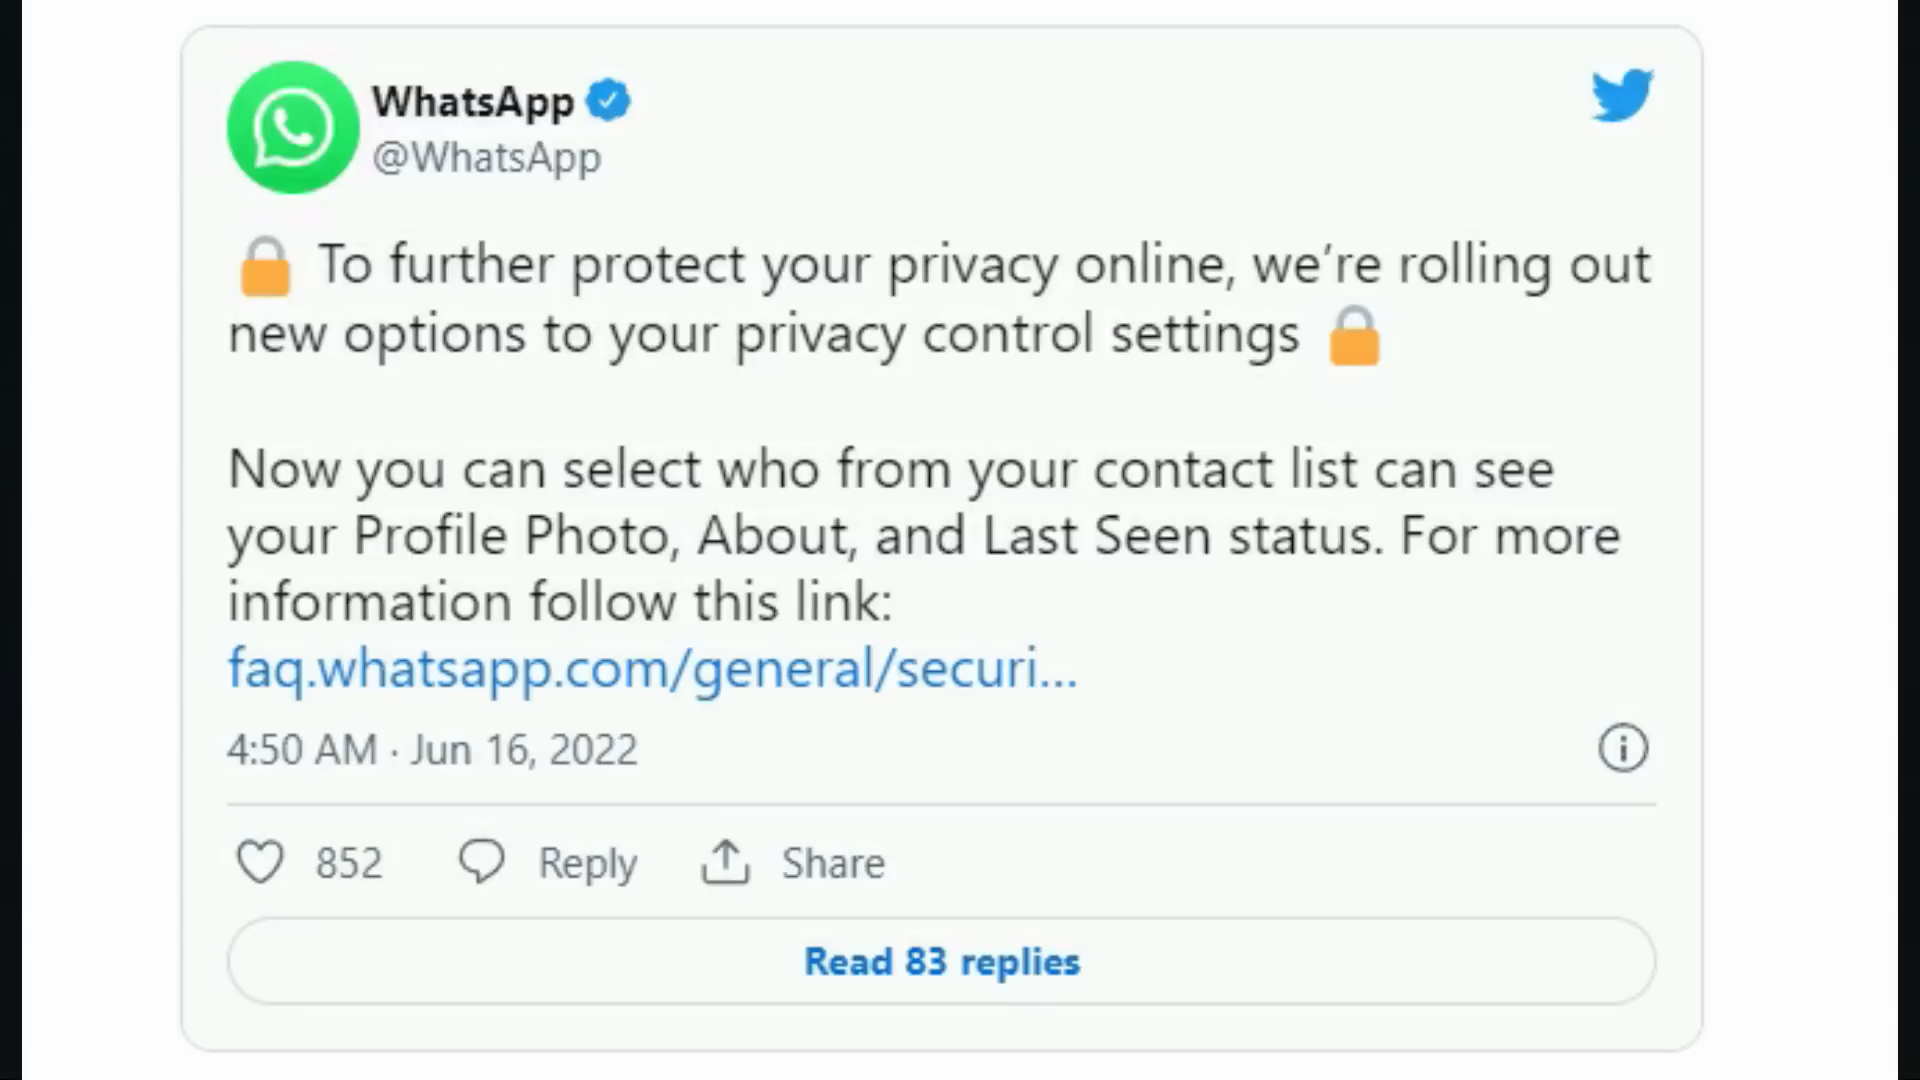 WhatsApp
@WhatsApp
🔒 To further protect your privacy online, we’re rolling out
new options to your privacy control settings 🔒
Now you can select who from your contact list can see
your Profile Photo, About, and Last Seen status. For more
information follow this link:
faq.whatsapp.com/general/securi...
4:50 AM · Jun 16, 2022
852 Reply Share
Read 83 replies